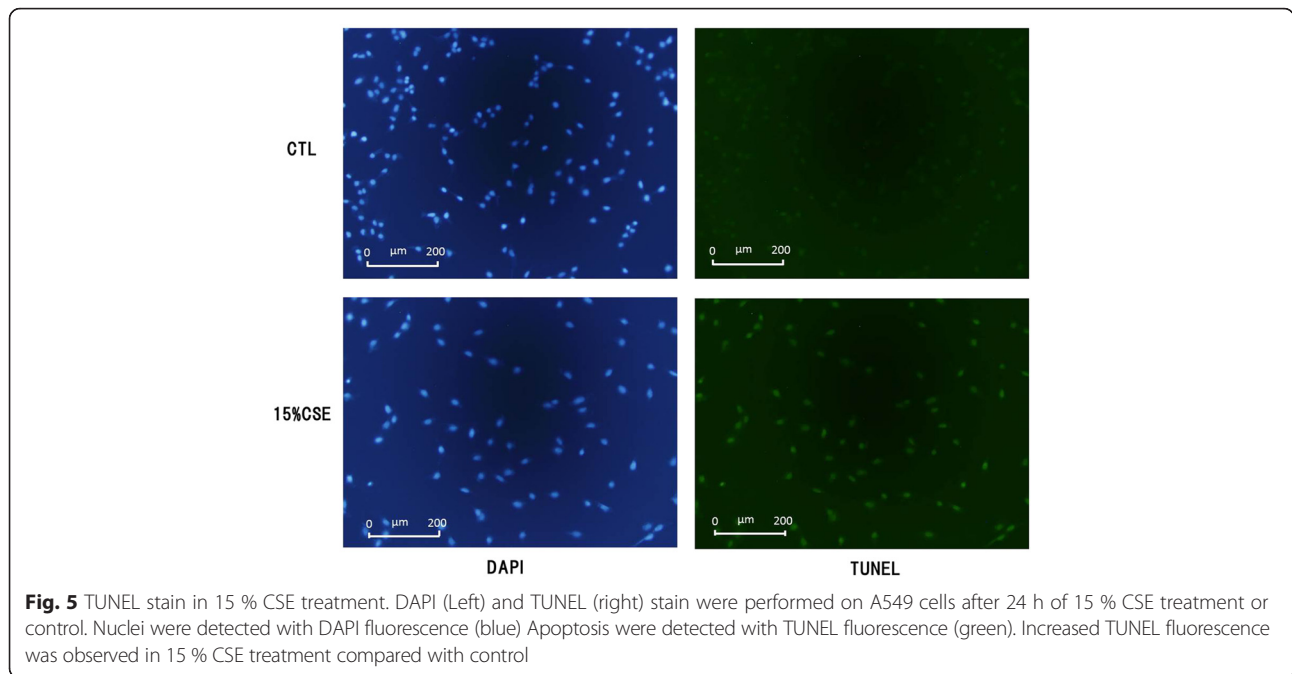 CTL
0 μm 200
0 μm 200
15%CSE
0 μm 200
0 μm 200
DAPI
TUNEL
Fig. 5 TUNEL stain in 15 % CSE treatment. DAPI (Left) and TUNEL (right) stain were performed on A549 cells after 24 h of 15 % CSE treatment or
control. Nuclei were detected with DAPI fluorescence (blue) Apoptosis were detected with TUNEL fluorescence (green). Increased TUNEL fluorescence
was observed in 15 % CSE treatment compared with control